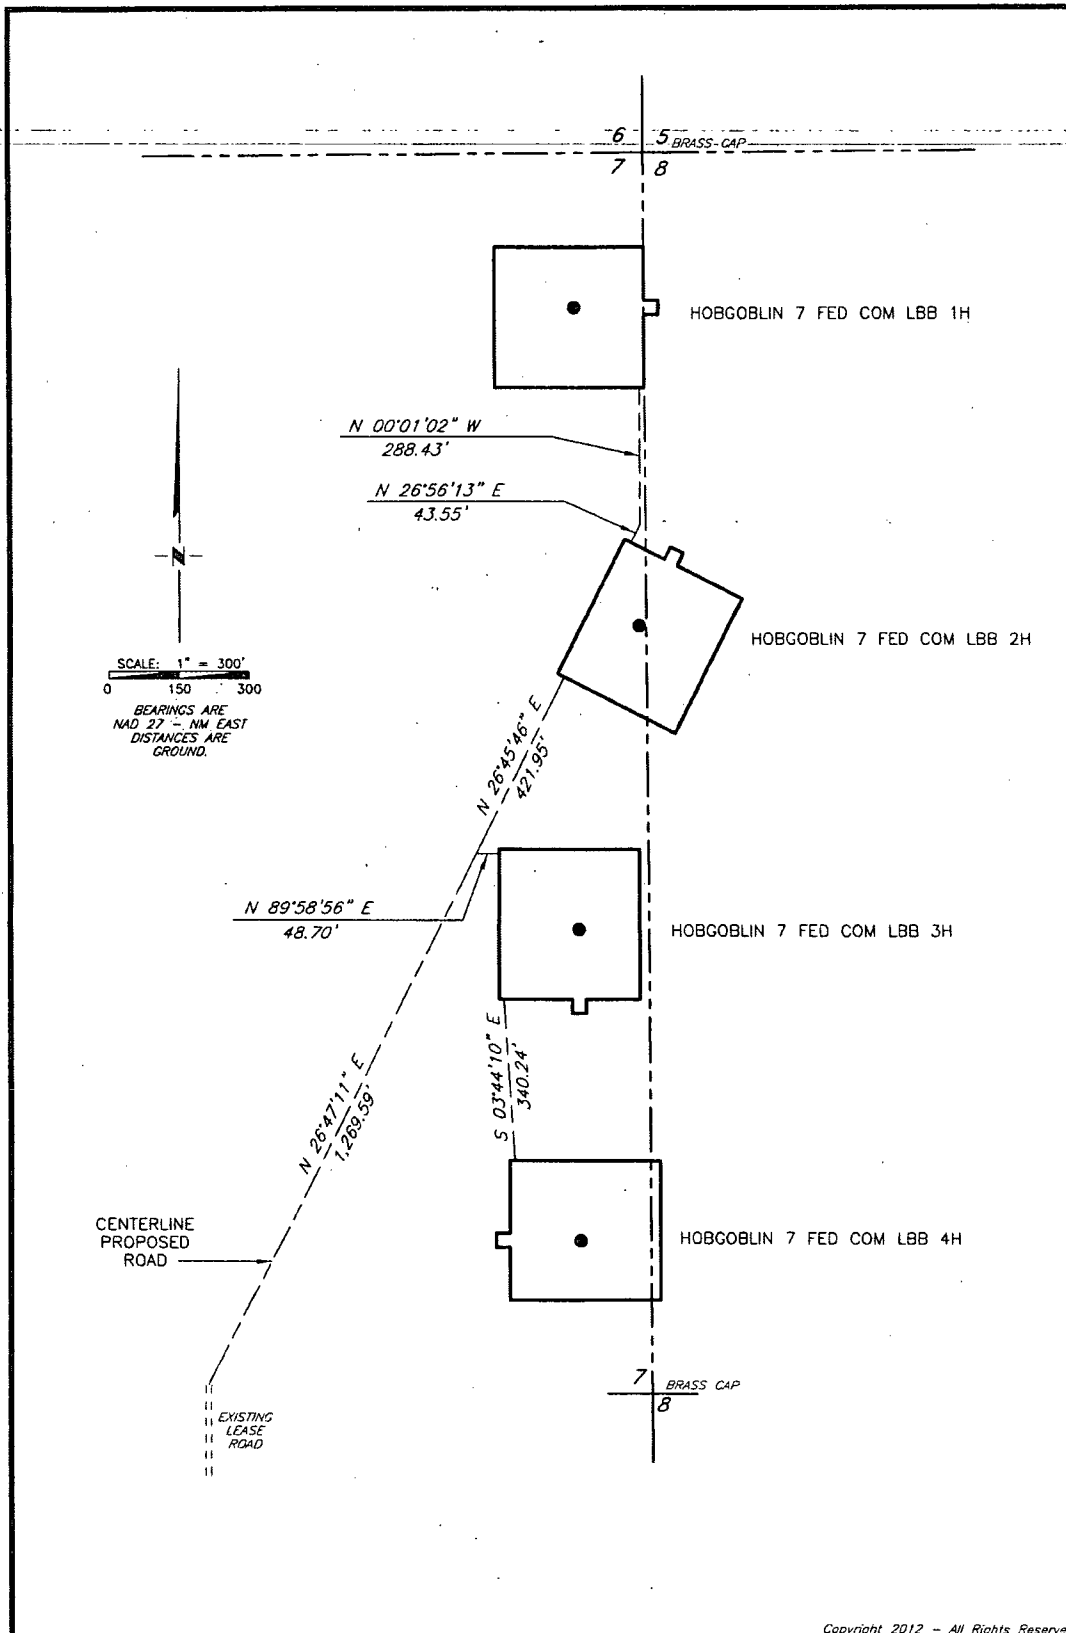 6 5 BRASS CAP
7 8
HOBGOBLIN 7 FED COM LBB 1H
N 00°01'02" W
288.43'
N 26°56'13" E
43.55'
N
HOBGOBLIN 7 FED COM LBB 2H
SCALE: 1" = 300'
0 150 300
BEARINGS ARE
NAD 27 - NM EAST
DISTANCES ARE
GROUND.
N 26°45'46" E
421.95'
N 89°58'56" E
48.70'
HOBGOBLIN 7 FED COM LBB 3H
S 03°44'10" E
340.24'
N 26°47'11" E
1,269.59'
CENTERLINE
PROPOSED
ROAD
HOBGOBLIN 7 FED COM LBB 4H
7 BRASS CAP
8
EXISTING
LEASE
ROAD
Copyright 2012 - All Rights Reserve